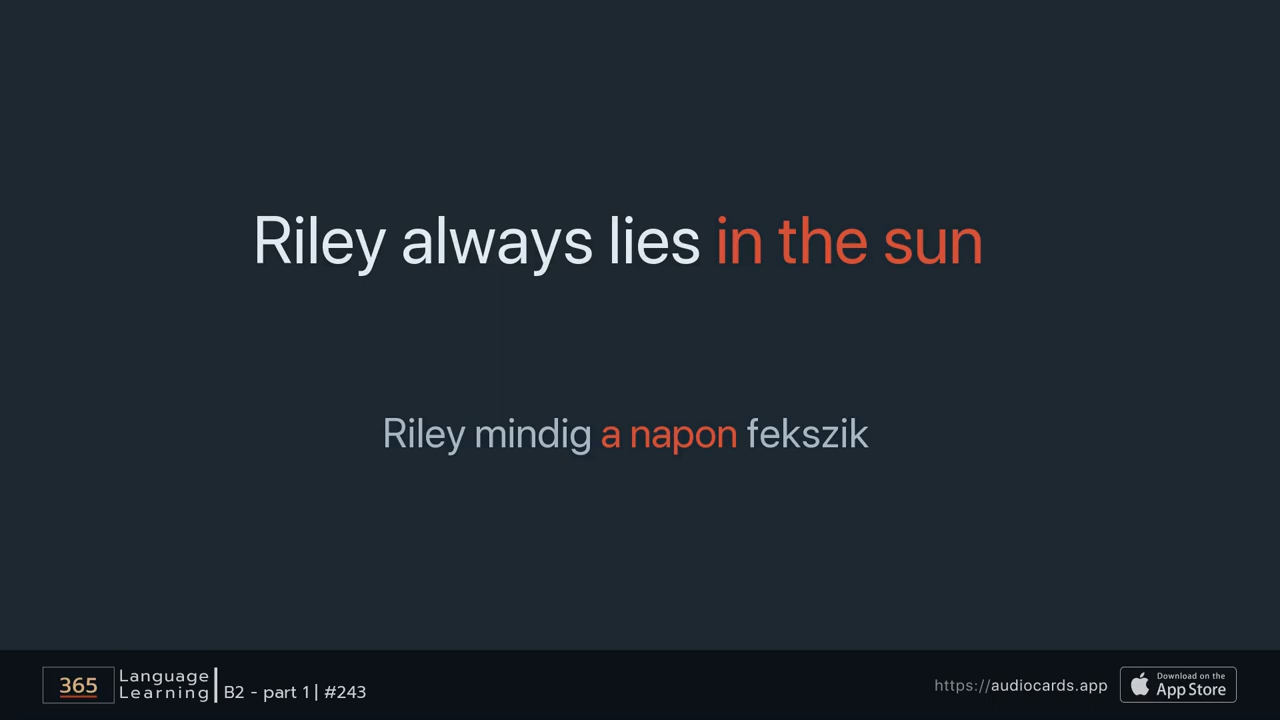 Riley always lies in the sun
Riley mindig a napon fekszik
365
Language
Learning
B2 - part 1 | #243
https://audiocards.app
Download on the
App Store